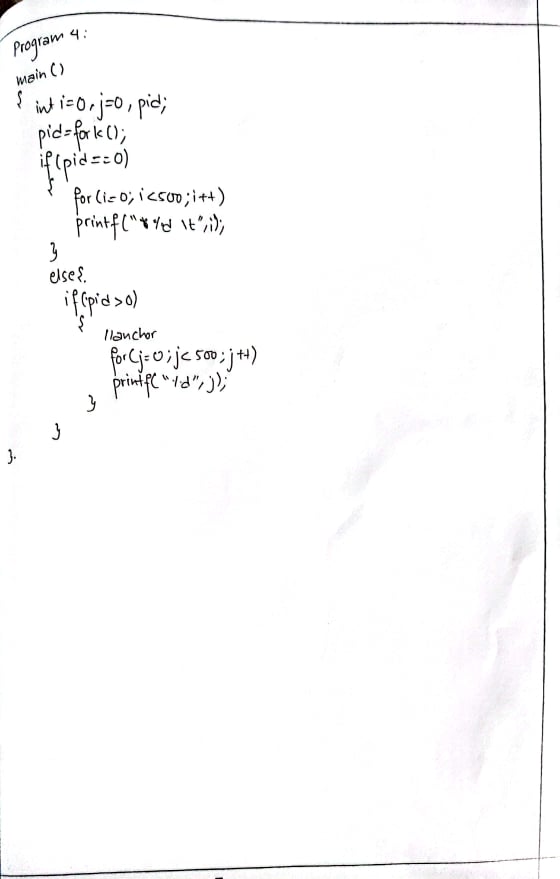 Program 4:
main ()
{ int i=0, j=0, pid;
pid=fork();
if(pid==0)
{
for(i=0; i<500; i++)
printf("%d \t",i);
}
else{.
if(pid>0)
{
//anchor
for(j=0;j<500;j++)
printf("%d",j);
}
}
}.